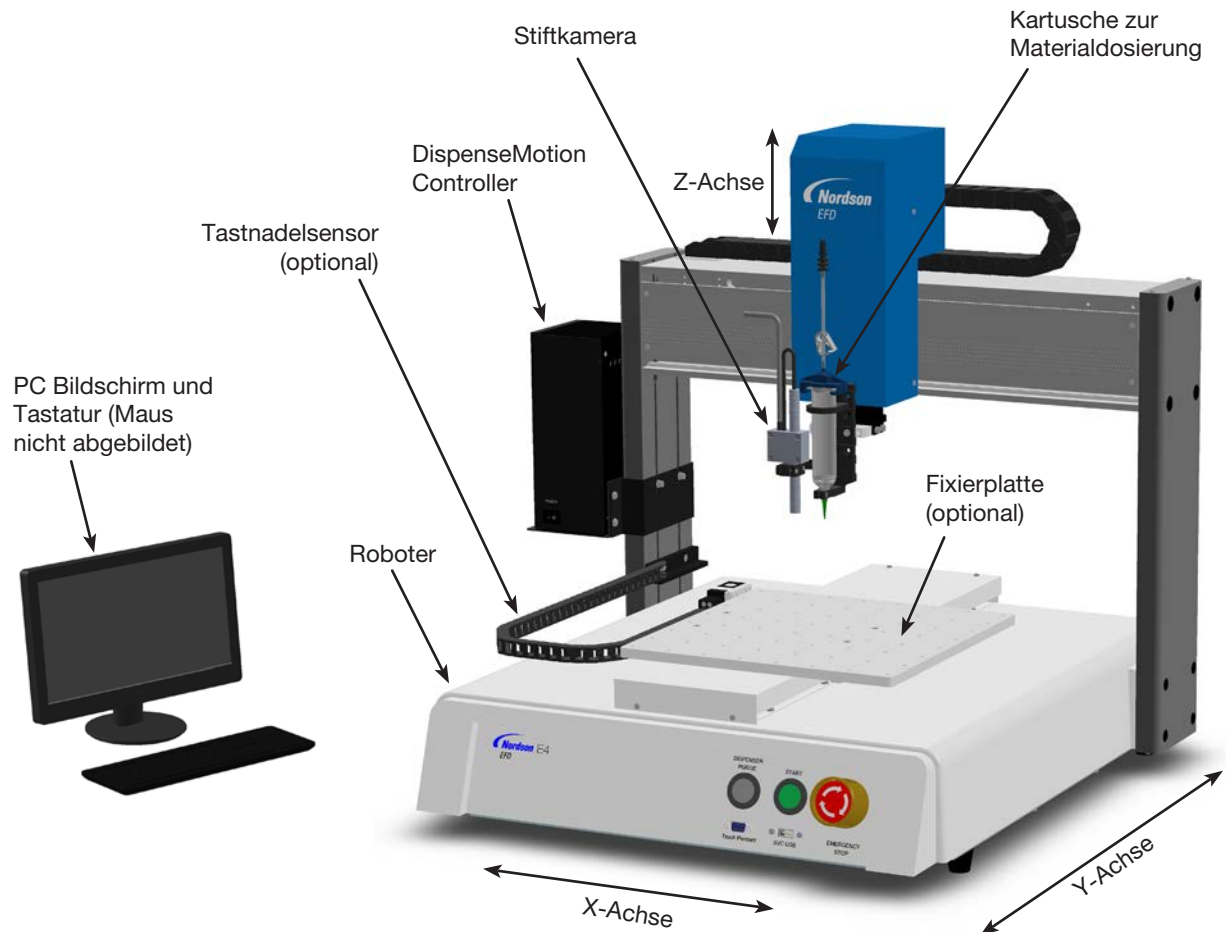 Stiftkamera
Kartusche zur
Materialdosierung
DispenseMotion
Controller
Z-Achse
Nordson
EFD
Tastnadelsensor
(optional)
PC Bildschirm und
Tastatur (Maus
nicht abgebildet)
Fixierplatte
(optional)
Roboter
Nordson E4
EFD
DISPENSER
PURGE
START
Touch Pendant
SVC USB
EMERGENCY
STOP
X-Achse
Y-Achse